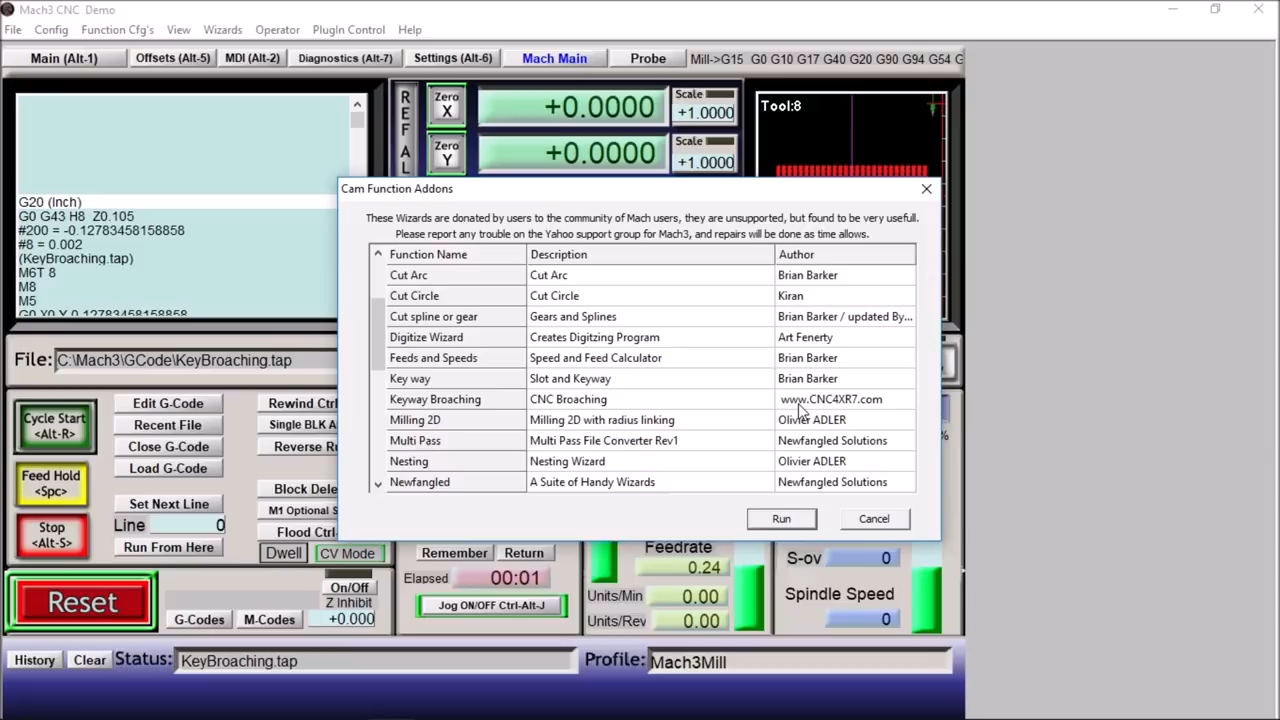 Mach3 CNC Demo
File Config Function Cfg's View Wizards Operator PlugIn Control Help
Main (Alt-1) Offsets (Alt-5) MDI (Alt-2) Diagnostics (Alt-7) Settings (Alt-6) Mach Main Probe Mill->G15 G0 G10 G17 G40 G20 G90 G94 G54 G
G20 (Inch)
G0 G43 H8 Z0.105
#200 = -0.12783458158858
#8 = 0.002
(KeyBroaching.tap)
M6T 8
M8
M5
G0 X0 Y 0.12783458158858
REF AL
Zero X +0.0000 Scale +1.0000
Zero Y +0.0000 Scale +1.0000
Tool:8
Cam Function Addons
These Wizards are donated by users to the community of Mach users, they are unsupported, but found to be very usefull.
Please report any trouble on the Yahoo support group for Mach3, and repairs will be done as time allows.
Function Name Description Author
Cut Arc Cut Arc Brian Barker
Cut Circle Cut Circle Kiran
Cut spline or gear Gears and Splines Brian Barker / updated By...
Digitize Wizard Creates Digitzing Program Art Fenerty
Feeds and Speeds Speed and Feed Calculator Brian Barker
Key way Slot and Keyway Brian Barker
Keyway Broaching CNC Broaching www.CNC4XR7.com
Milling 2D Milling 2D with radius linking Olivier ADLER
Multi Pass Multi Pass File Converter Rev1 Newfangled Solutions
Nesting Nesting Wizard Olivier ADLER
Newfangled A Suite of Handy Wizards Newfangled Solutions
Run Cancel
File: C:\Mach3\GCode\KeyBroaching.tap
Cycle Start <Alt-R>
Feed Hold <Spc>
Stop <Alt-S>
Edit G-Code Rewind Ctrl
Recent File Single BLK A
Close G-Code Reverse Ru
Load G-Code
Set Next Line Block Dele
Line 0 M1 Optional S
Run From Here Flood Ctrl
Dwell CV Mode
%
Reset
On/Off
Z Inhibit
+0.000
G-Codes M-Codes
Remember Return
Elapsed 00:01
Jog ON/OFF Ctrl-Alt-J
Feedrate
0.24
Units/Min 0.00
Units/Rev 0.00
S-ov 0
Spindle Speed
0
History Clear Status: KeyBroaching.tap Profile: Mach3Mill